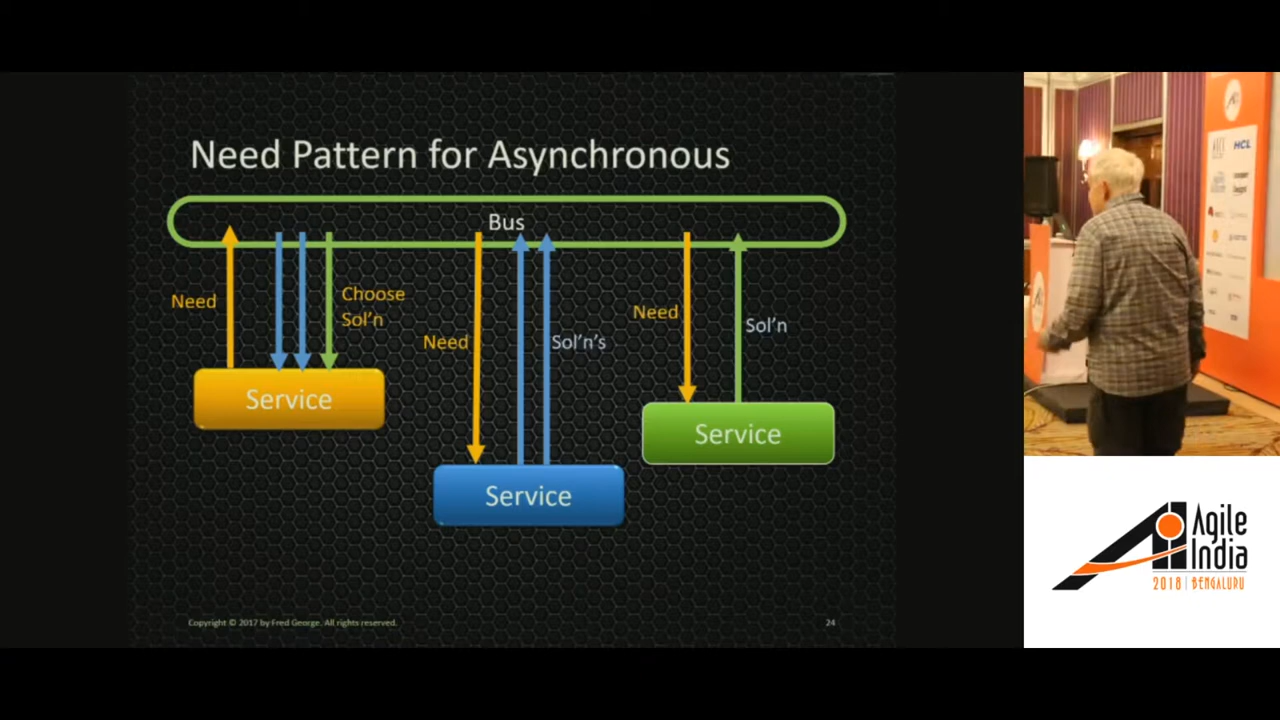 Need Pattern for Asynchronous
Bus
Need
Choose
Sol'n
Need
Sol'n's
Need
Sol'n
Service
Service
Service
Copyright © 2017 by Fred George. All rights reserved.
24
HCL
Agile
India
2018 | BENGALURU